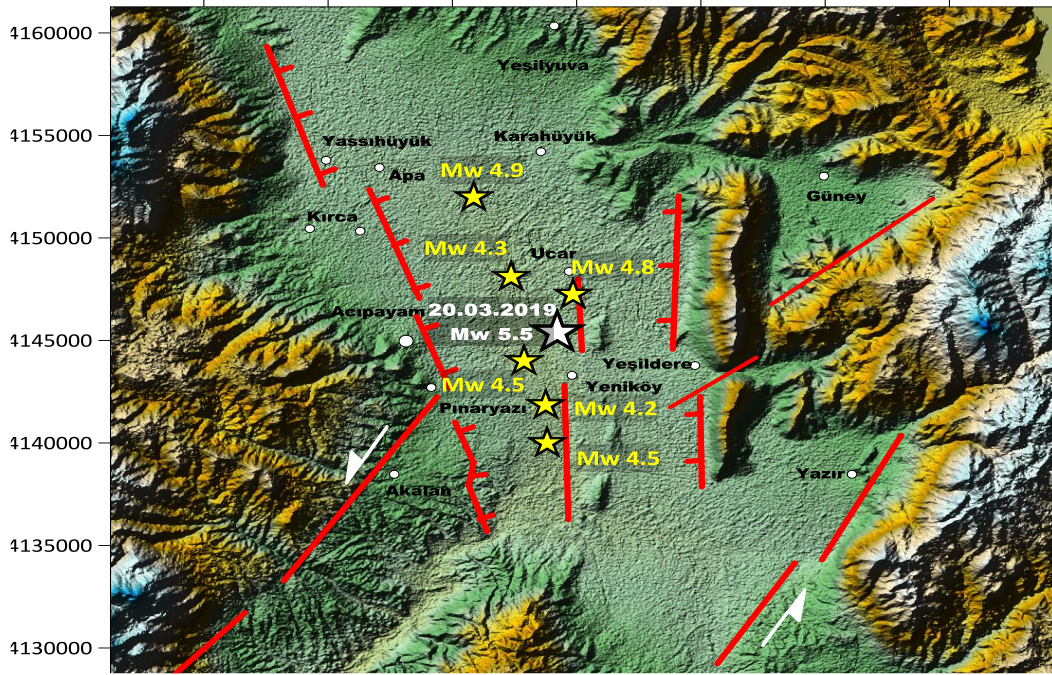 4160000
Yeşilyuva
4155000
Yassıhüyük
Karahüyük
Apa
Mw 4.9
Güney
Kırca
4150000
Mw 4.3
Ucar
Mw 4.8
Acıpayam
20.03.2019
Mw 5.5
4145000
Yeşildere
Mw 4.5
Yeniköy
Pınaryazı
Mw 4.2
4140000
Mw 4.5
Yazır
Akalan
4135000
4130000